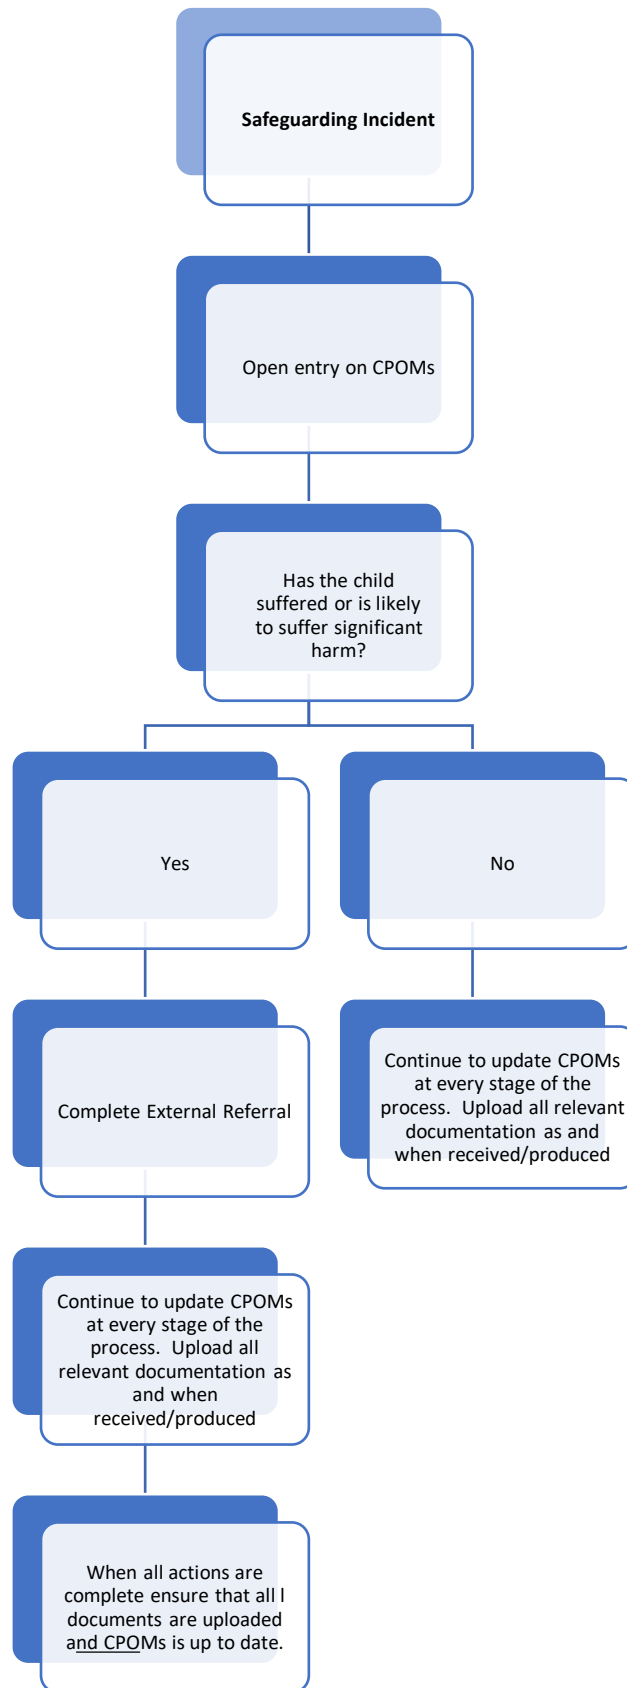 Safeguarding Incident
Open entry on CPOMs
Has the child
suffered or is likely
to suffer significant
harm?
Yes
No
Complete External Referral
Continue to update CPOMs
at every stage of the
process.  Upload all relevant
documentation as and
when received/produced
Continue to update CPOMs
at every stage of the
process.  Upload all
relevant documentation as
and when
received/produced
When all actions are
complete ensure that all l
documents are uploaded
and CPOMs is up to date.